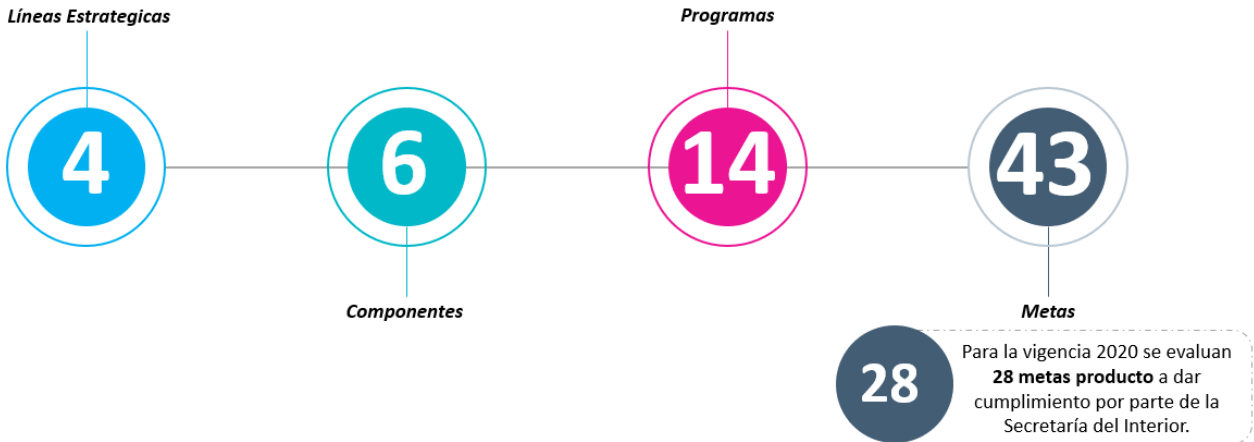 Líneas Estrategicas
Programas
4
6
14
43
Componentes
Metas
28
Para la vigencia 2020 se evaluan
28 metas producto a dar
cumplimiento por parte de la
Secretaría del Interior.